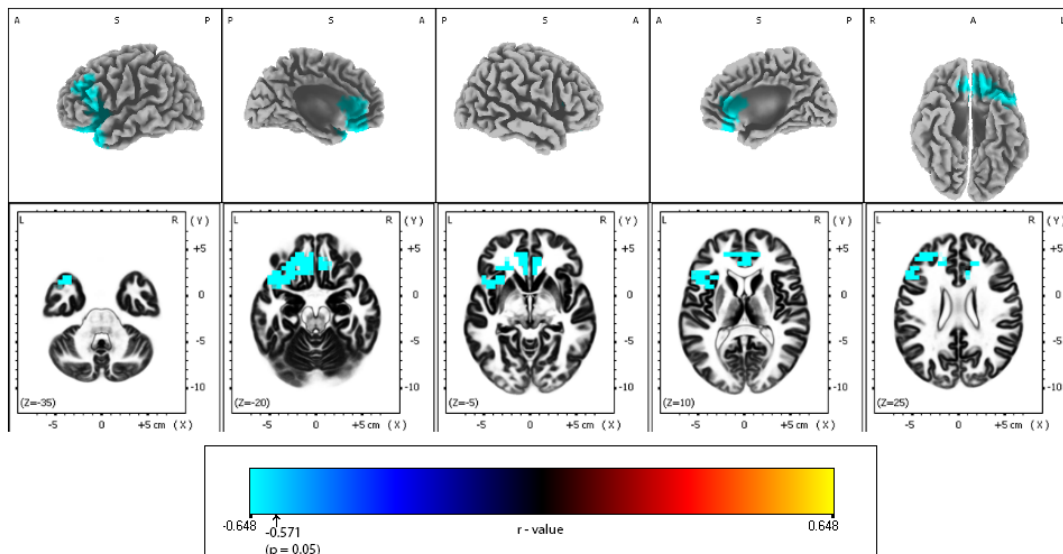 A S P P S A P S A A S P R A L
L R (Y) L R (Y) L R (Y) L R (Y) L R (Y)
+5 +5 +5 +5 +5
0 0 0 0 0
-5 -5 -5 -5 -5
-10 -10 -10 -10 -10
(Z=-35) (Z=-20) (Z=-5) (Z=10) (Z=25)
-5 0 +5 cm (X) -5 0 +5 cm (X) -5 0 +5 cm (X) -5 0 +5 cm (X) -5 0 +5 cm (X)
-0.648 -0.571 r - value 0.648
(p = 0.05)